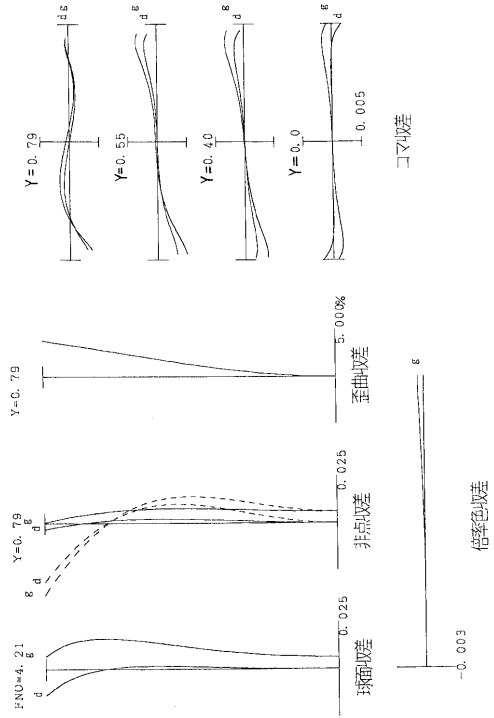 FNO=4.21
d
g
0.025
球面収差
Y=0.79
g
d
g
d
0.025
非点収差
Y=0.79
5.000%
歪曲収差
-0.003
g
倍率色収差
Y=0.79
d
g
Y=0.55
d
g
Y=0.40
d
g
Y=0.0
g
d
0.005
コマ収差